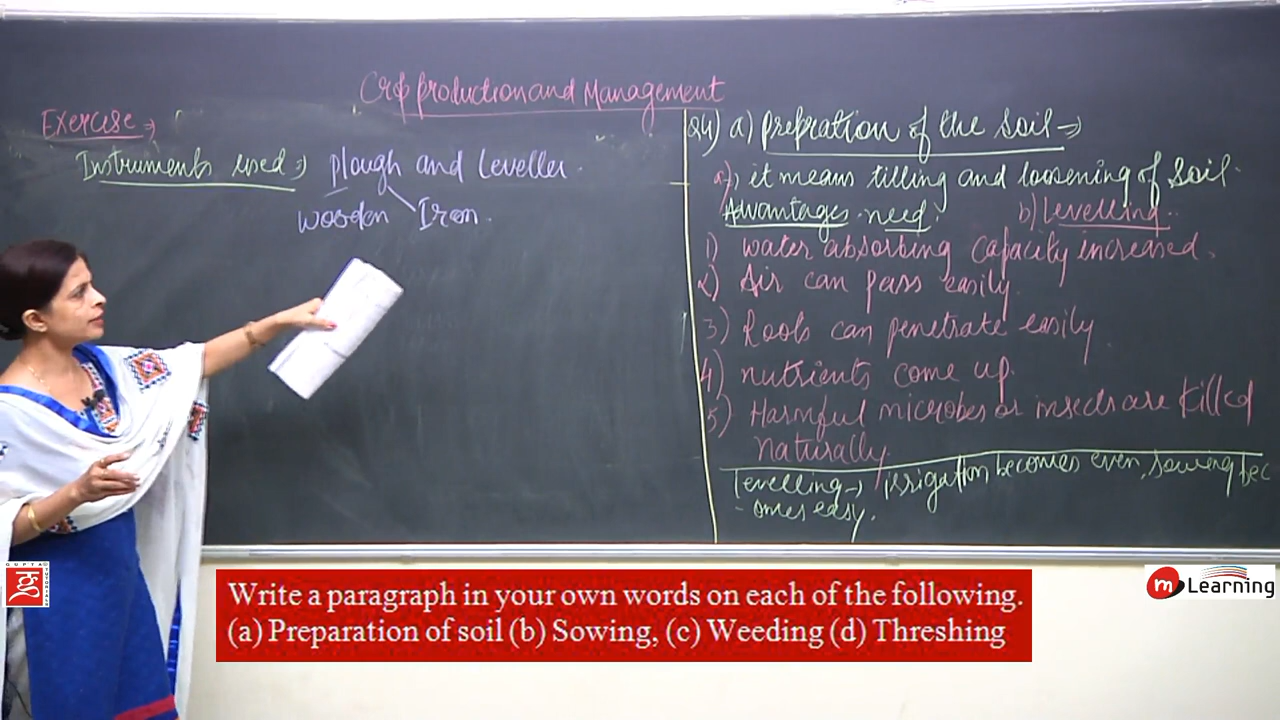 Crop production and Management
Exercise →
Instruments used → plough and leveller.
wooden Iron.
Q4) a) prepration of the soil →
a) → it means tilling and loosening of soil.
Advantages need. b) Levelling.
1) water absorbing capacity increased.
2) Air can pass easily.
3) Roots can penetrate easily.
4) nutrients come up.
5) Harmful microbes or insects are killed
naturally.
levelling → irrigation becomes even, sowing bec
- omes easy.
GUPTA TUTORIALS
m Learning
Write a paragraph in your own words on each of the following.
(a) Preparation of soil (b) Sowing, (c) Weeding (d) Threshing